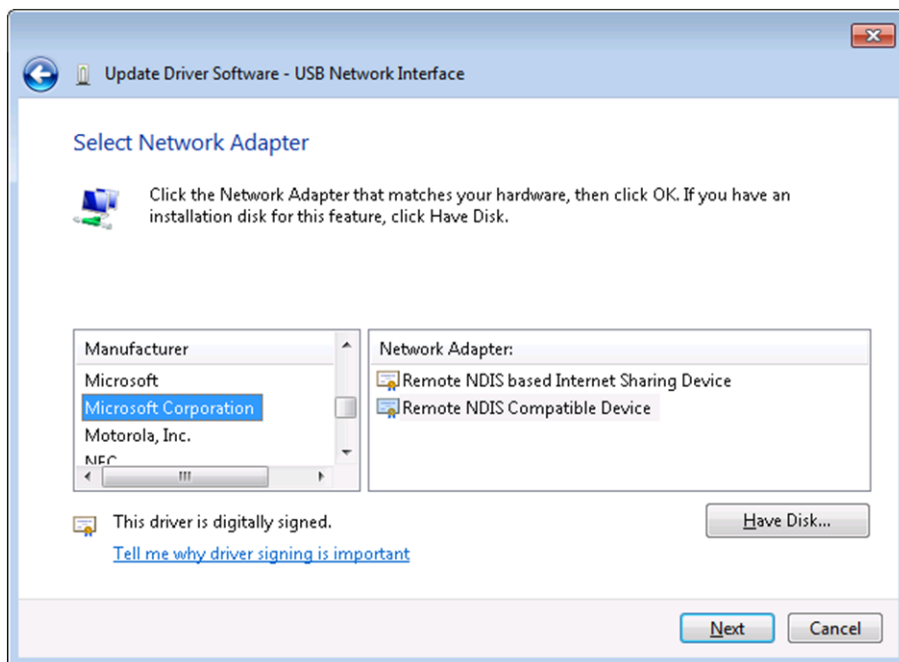 Update Driver Software - USB Network Interface
Select Network Adapter
Click the Network Adapter that matches your hardware, then click OK. If you have an
installation disk for this feature, click Have Disk.
Manufacturer
Microsoft
Microsoft Corporation
Motorola, Inc.
NEC
Network Adapter:
Remote NDIS based Internet Sharing Device
Remote NDIS Compatible Device
This driver is digitally signed.
Tell me why driver signing is important
Have Disk...
Next
Cancel